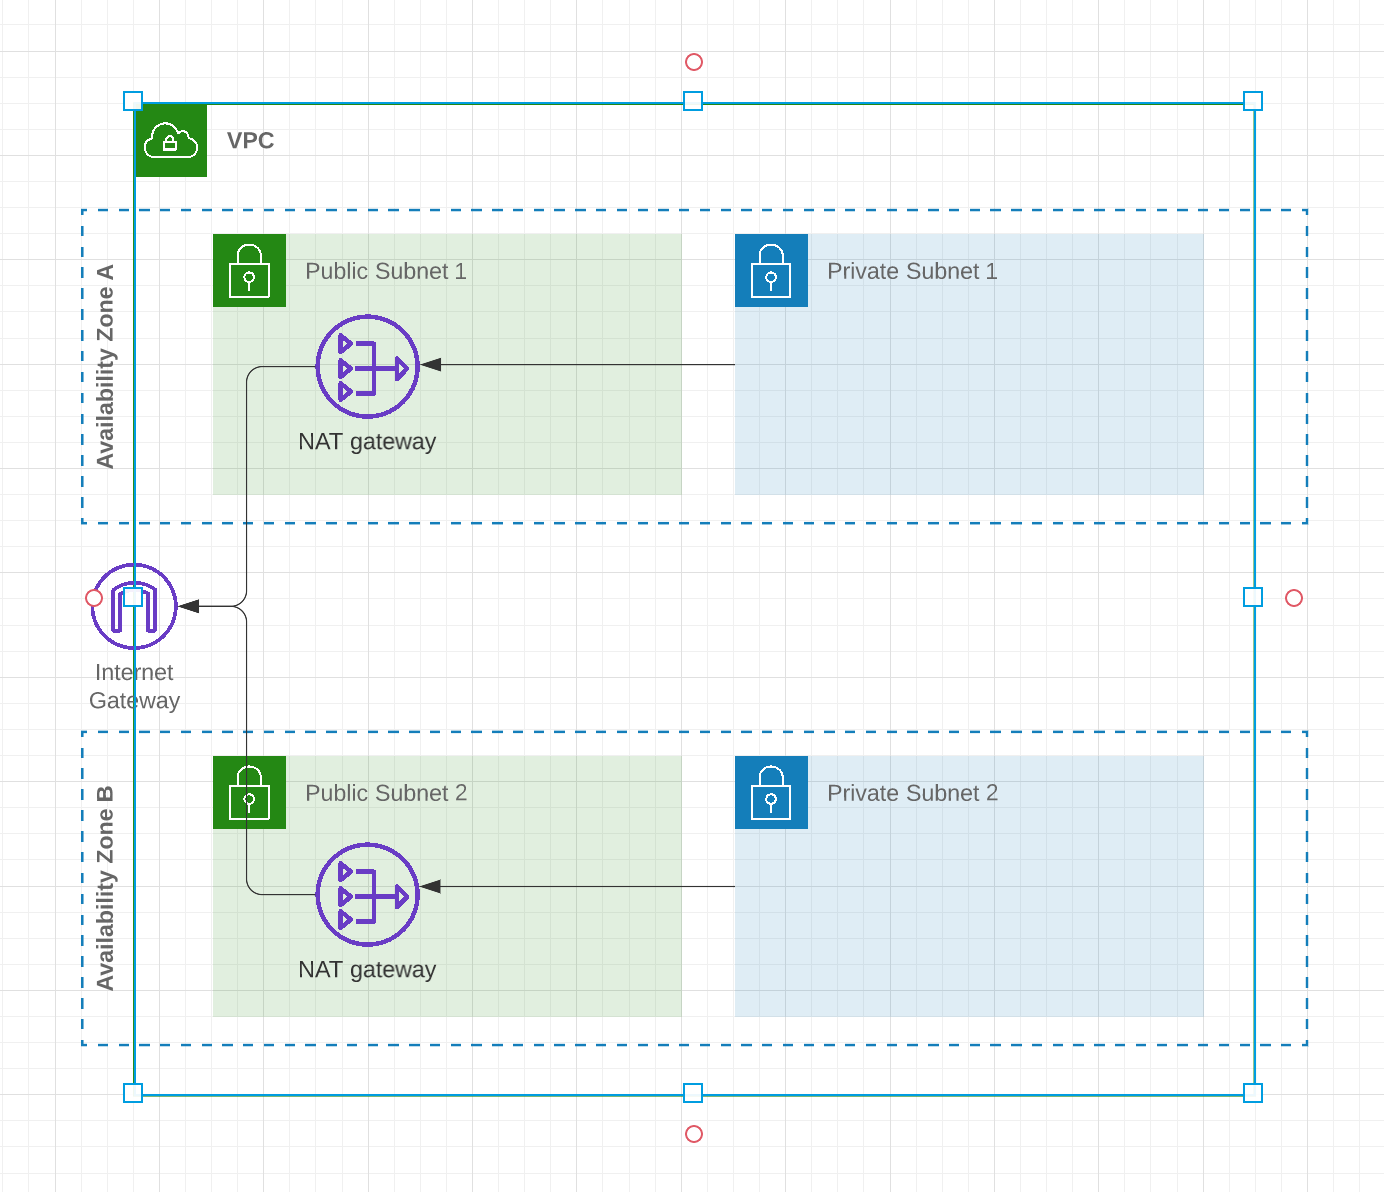 VPC
Availability Zone A
Public Subnet 1
Private Subnet 1
NAT gateway
Internet
Gateway
Availability Zone B
Public Subnet 2
Private Subnet 2
NAT gateway